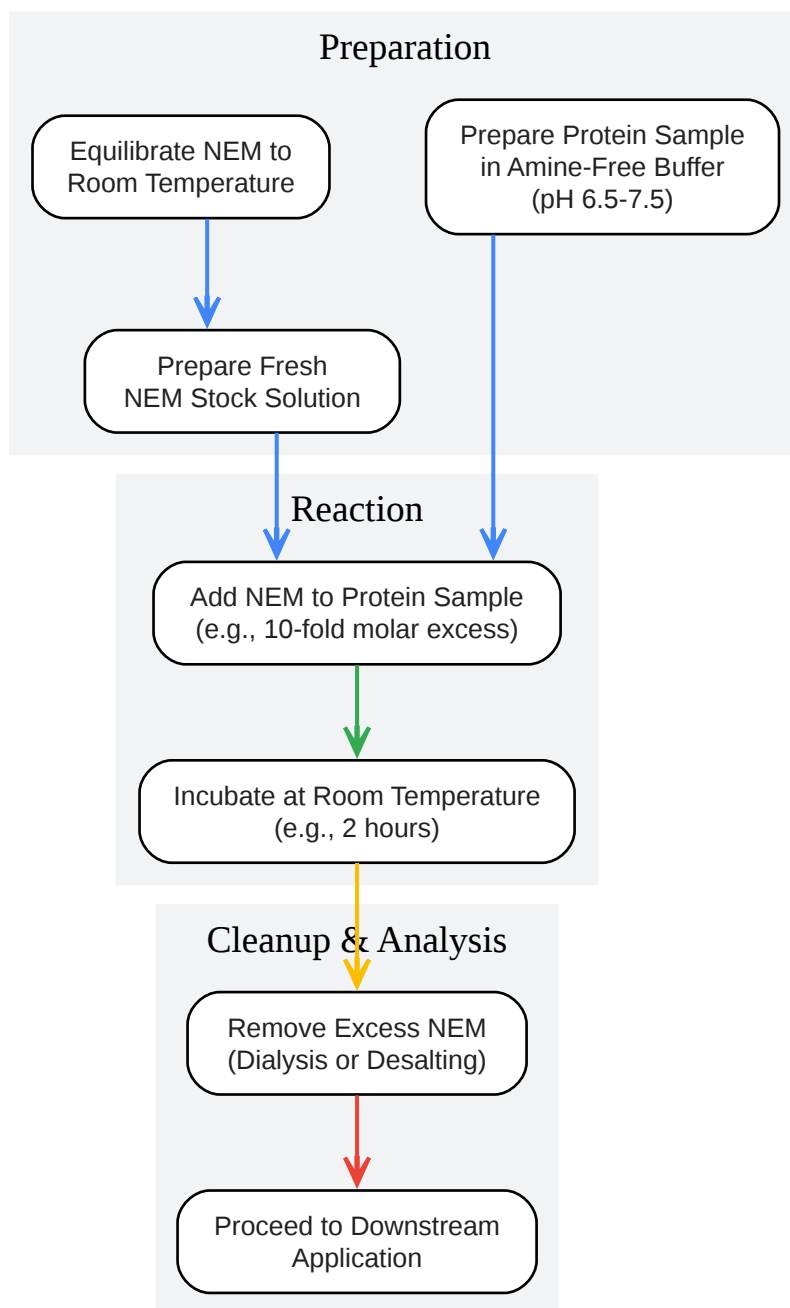 Preparation
Equilibrate NEM to
Room Temperature
Prepare Protein Sample
in Amine-Free Buffer
(pH 6.5-7.5)
Prepare Fresh
NEM Stock Solution
Reaction
Add NEM to Protein Sample
(e.g., 10-fold molar excess)
Incubate at Room Temperature
(e.g., 2 hours)
Cleanup & Analysis
Remove Excess NEM
(Dialysis or Desalting)
Proceed to Downstream
Application